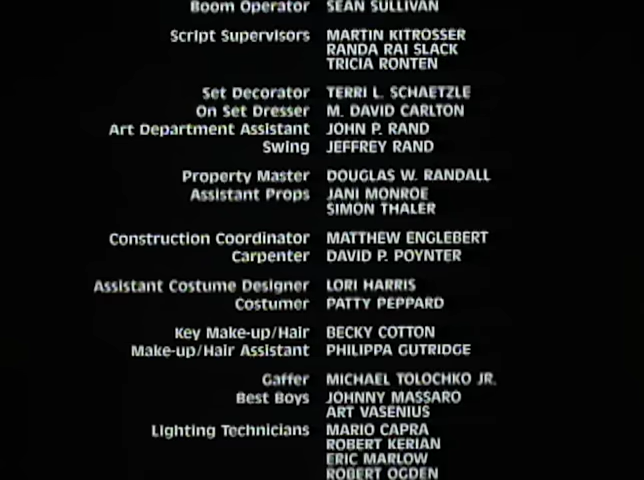 Boom Operator SEAN SULLIVAN
Script Supervisors MARTIN KITROSSER
RANDA RAI SLACK
TRICIA RONTEN
Set Decorator TERRI L. SCHAETZLE
On Set Dresser M. DAVID CARLTON
Art Department Assistant JOHN P. RAND
Swing JEFFREY RAND
Property Master DOUGLAS W. RANDALL
Assistant Props JANI MONROE
SIMON THALER
Construction Coordinator MATTHEW ENGLEBERT
Carpenter DAVID P. POYNTER
Assistant Costume Designer LORI HARRIS
Costumer PATTY PEPPARD
Key Make-up/Hair BECKY COTTON
Make-up/Hair Assistant PHILIPPA GUTRIDGE
Gaffer MICHAEL TOLOCHKO JR.
Best Boys JOHNNY MASSARO
ART VASENIUS
Lighting Technicians MARIO CAPRA
ROBERT KERIAN
ERIC MARLOW
ROBERT OGDEN